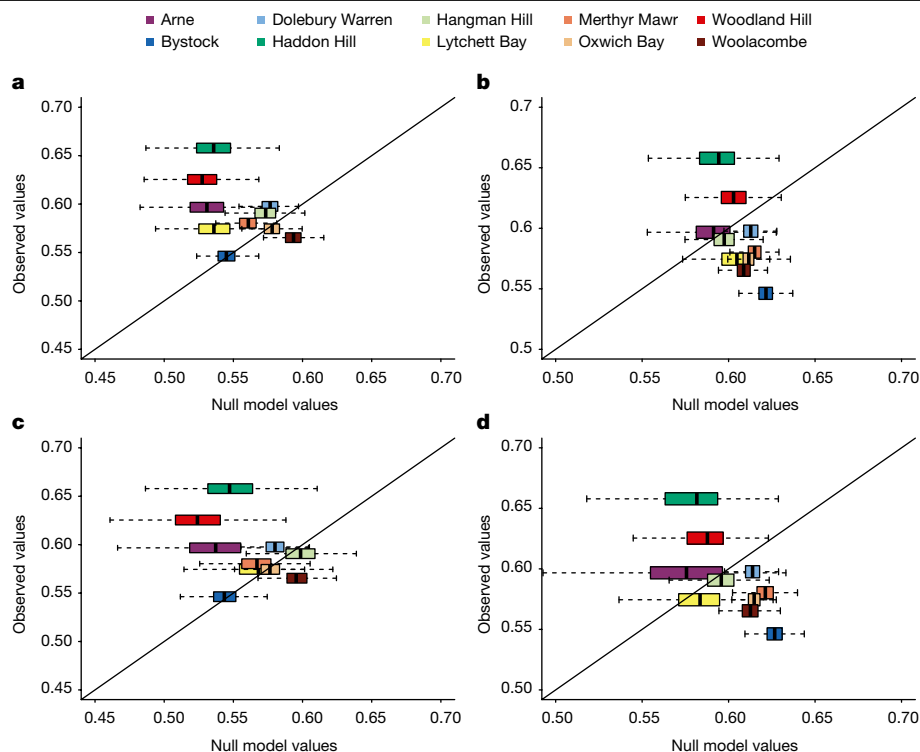 Arne Dolebury Warren Hangman Hill Merthyr Mawr Woodland Hill
Bystock Haddon Hill Lytchett Bay Oxwich Bay Woolacombe
a
0.70
0.65
0.60
0.55
0.50
0.45
Observed values
0.45 0.50 0.55 0.60 0.65 0.70
Null model values
b
0.7
0.65
0.6
0.55
0.5
Observed values
0.50 0.55 0.60 0.65 0.70
Null model values
c
0.70
0.65
0.60
0.55
0.50
0.45
Observed values
0.45 0.50 0.55 0.60 0.65 0.70
Null model values
d
0.70
0.65
0.60
0.55
0.50
Observed values
0.50 0.55 0.60 0.65 0.70
Null model values